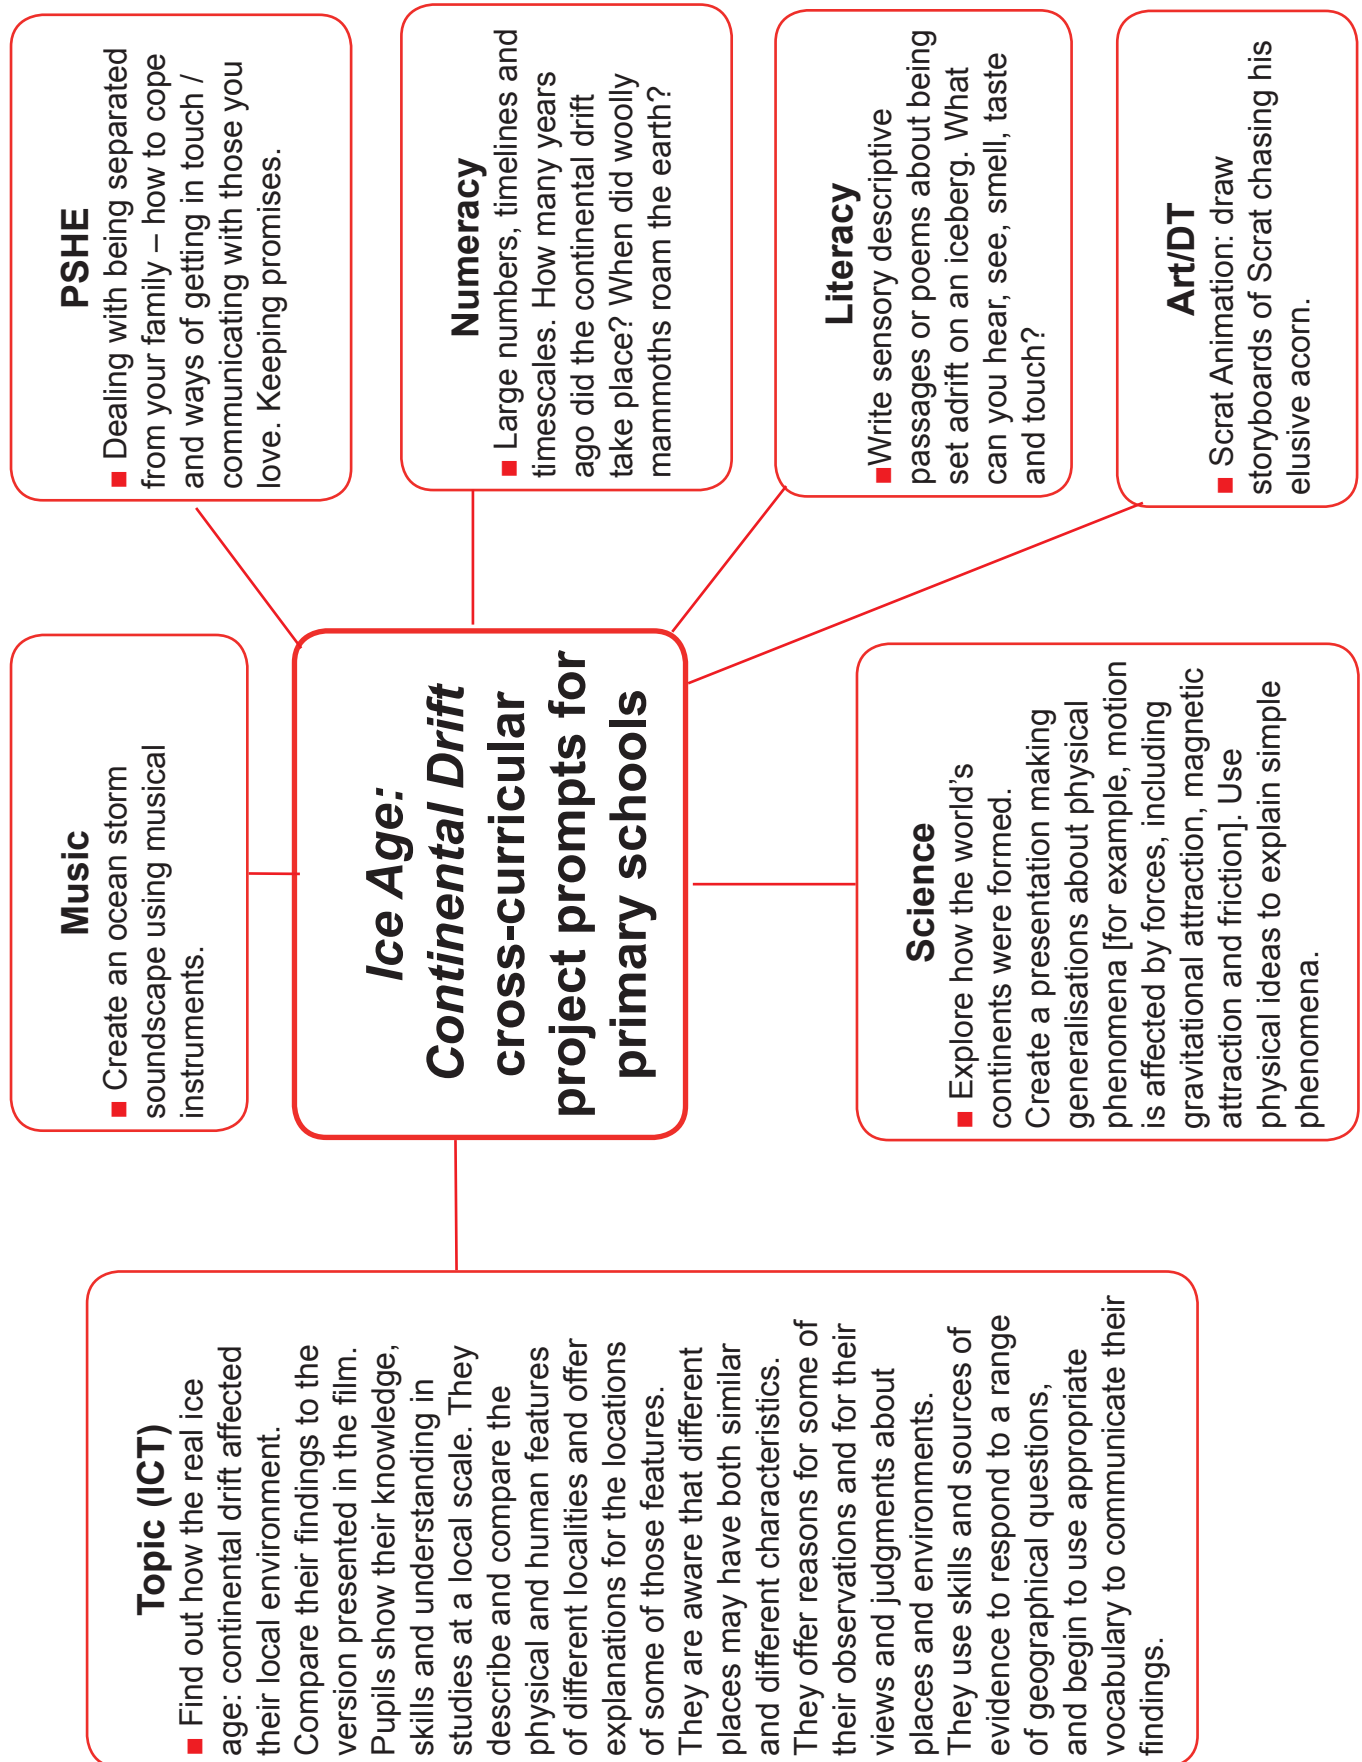 Topic (ICT)
■ Find out how the real ice
age: continental drift affected
their local environment.
Compare their findings to the
version presented in the film.
Pupils show their knowledge,
skills and understanding in
studies at a local scale. They
describe and compare the
physical and human features
of different localities and offer
explanations for the locations
of some of those features.
They are aware that different
places may have both similar
and different characteristics.
They offer reasons for some of
their observations and for their
views and judgments about
places and environments.
They use skills and sources of
evidence to respond to a range
of geographical questions,
and begin to use appropriate
vocabulary to communicate their
findings.
Music
■ Create an ocean storm
soundscape using musical
instruments.
Ice Age:
Continental Drift
cross-curricular
project prompts for
primary schools
Science
■ Explore how the world's
continents were formed.
Create a presentation making
generalisations about physical
phenomena [for example, motion
is affected by forces, including
gravitational attraction, magnetic
attraction and friction]. Use
physical ideas to explain simple
phenomena.
PSHE
■ Dealing with being separated
from your family – how to cope
and ways of getting in touch /
communicating with those you
love. Keeping promises.
Numeracy
■ Large numbers, timelines and
timescales. How many years
ago did the continental drift
take place? When did woolly
mammoths roam the earth?
Literacy
■Write sensory descriptive
passages or poems about being
set adrift on an iceberg. What
can you hear, see, smell, taste
and touch?
Art/DT
■ Scrat Animation: draw
storyboards of Scrat chasing his
elusive acorn.